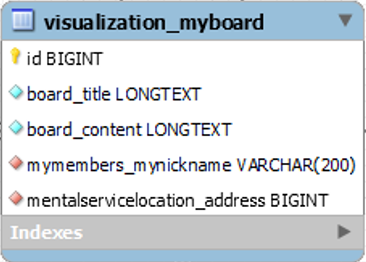 visualization_myboard
id BIGINT
board_title LONGTEXT
board_content LONGTEXT
mymembers_mynickname VARCHAR(200)
mentalservicelocation_address BIGINT
Indexes